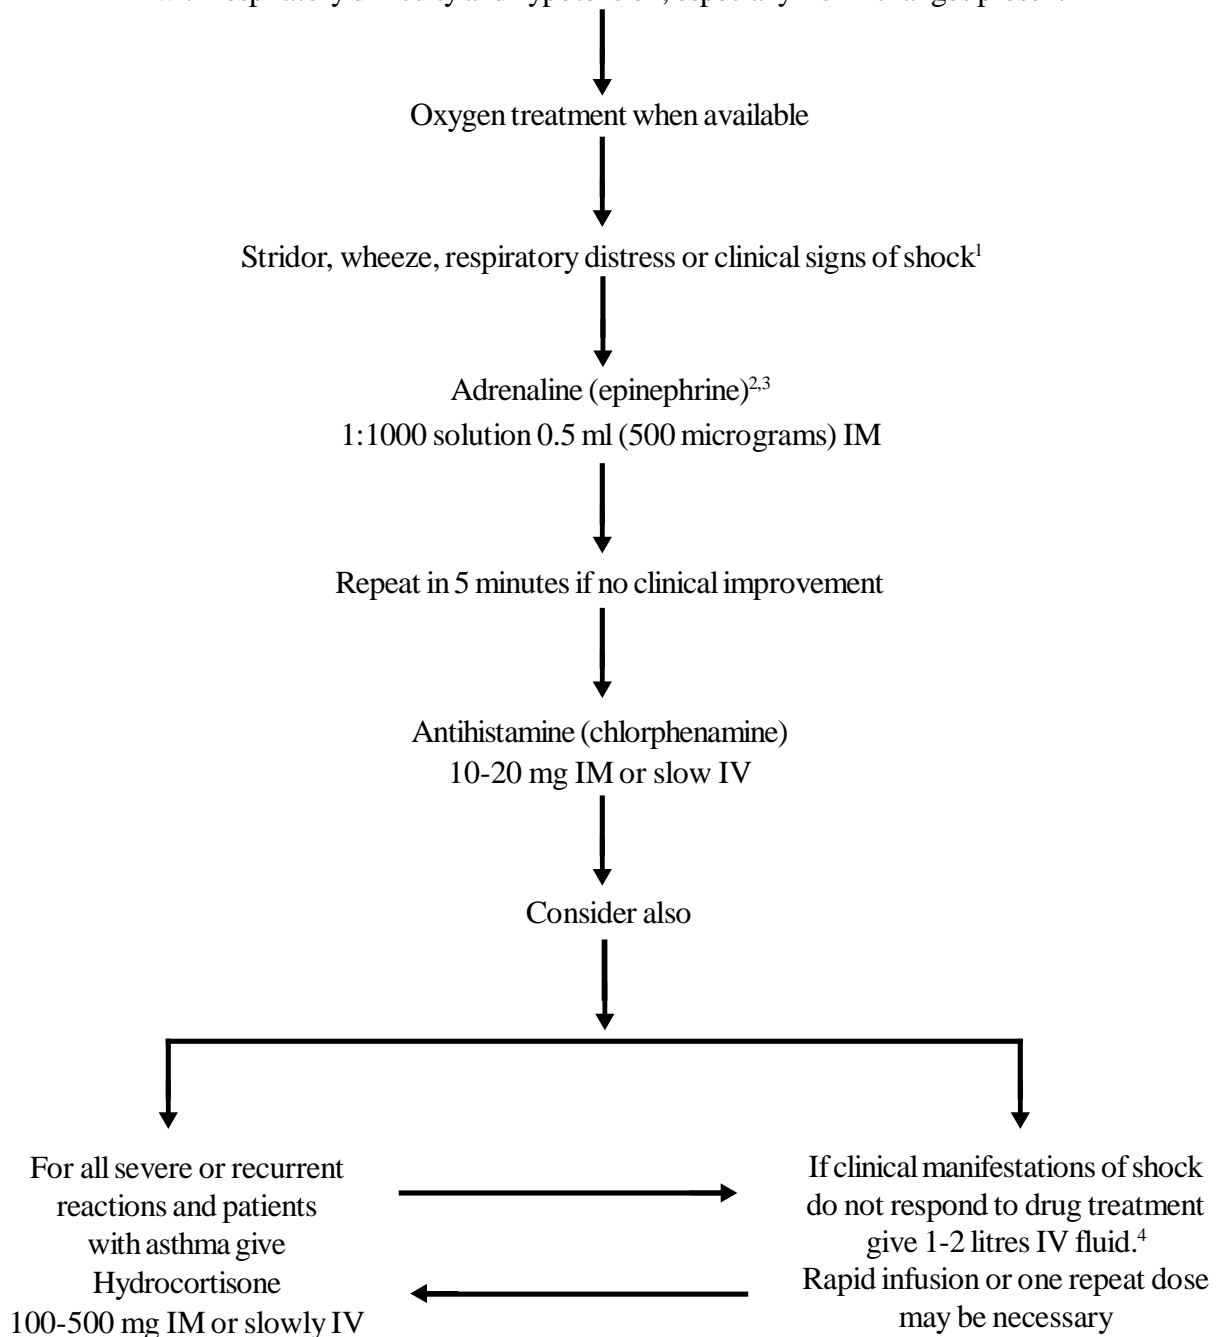 Oxygen treatment when available
Stridor, wheeze, respiratory distress or clinical signs of shock1
Adrenaline (epinephrine)2,3
1:1000 solution 0.5 ml (500 micrograms) IM
Repeat in 5 minutes if no clinical improvement
Antihistamine (chlorphenamine)
10-20 mg IM or slow IV
Consider also
For all severe or recurrent
reactions and patients
with asthma give
Hydrocortisone
100-500 mg IM or slowly IV
If clinical manifestations of shock
do not respond to drug treatment
give 1-2 litres IV fluid.4
Rapid infusion or one repeat dose
may be necessary